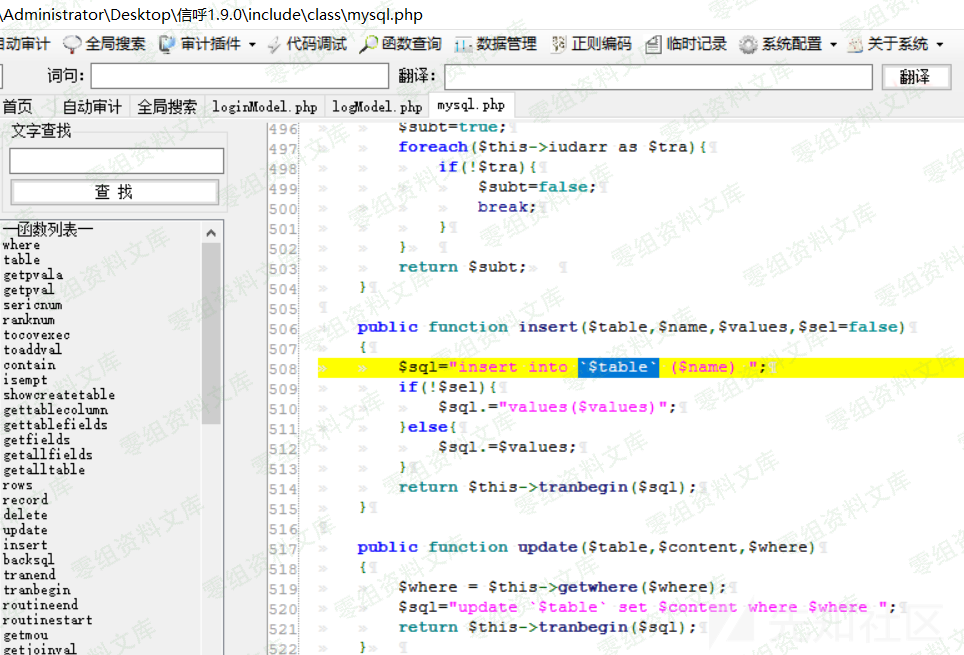 \Administrator\Desktop\信呼1.9.0\include\class\mysql.php
自动审计 全局搜索 审计插件 代码调试 函数查询 数据管理 正则编码 临时记录 系统配置 关于系统
词句: 翻译: 翻译
首页 自动审计 全局搜索 loginModel.php logModel.php mysql.php
文字查找
查 找
一函数列表一
where
table
getpvala
getpval
sericnum
ranknum
tocovexec
toaddval
contain
isempt
showcreatetable
gettablecolumn
gettablefields
getfields
getallfields
getalltable
rows
record
delete
update
insert
backsql
tranend
tranbegin
routineend
routinestart
getmou
getjoinval
496 $subt=true;
497 foreach($this->iudarr as $tra){
498 if(!$tra){
499 $subt=false;
500 break;
501 }
502 }
503 return $subt;
504 }
505
506 public function insert($table,$name,$values,$sel=false)
507 {
508 $sql="insert into `$table` ($name) ";
509 if(!$sel){
510 $sql.="values($values)";
511 }else{
512 $sql.=$values;
513 }
514 return $this->tranbegin($sql);
515 }
516
517 public function update($table,$content,$where)
518 {
519 $where = $this->getwhere($where);
520 $sql="update `$table` set $content where $where ";
521 return $this->tranbegin($sql);
522 }
零组资料文库
先知社区